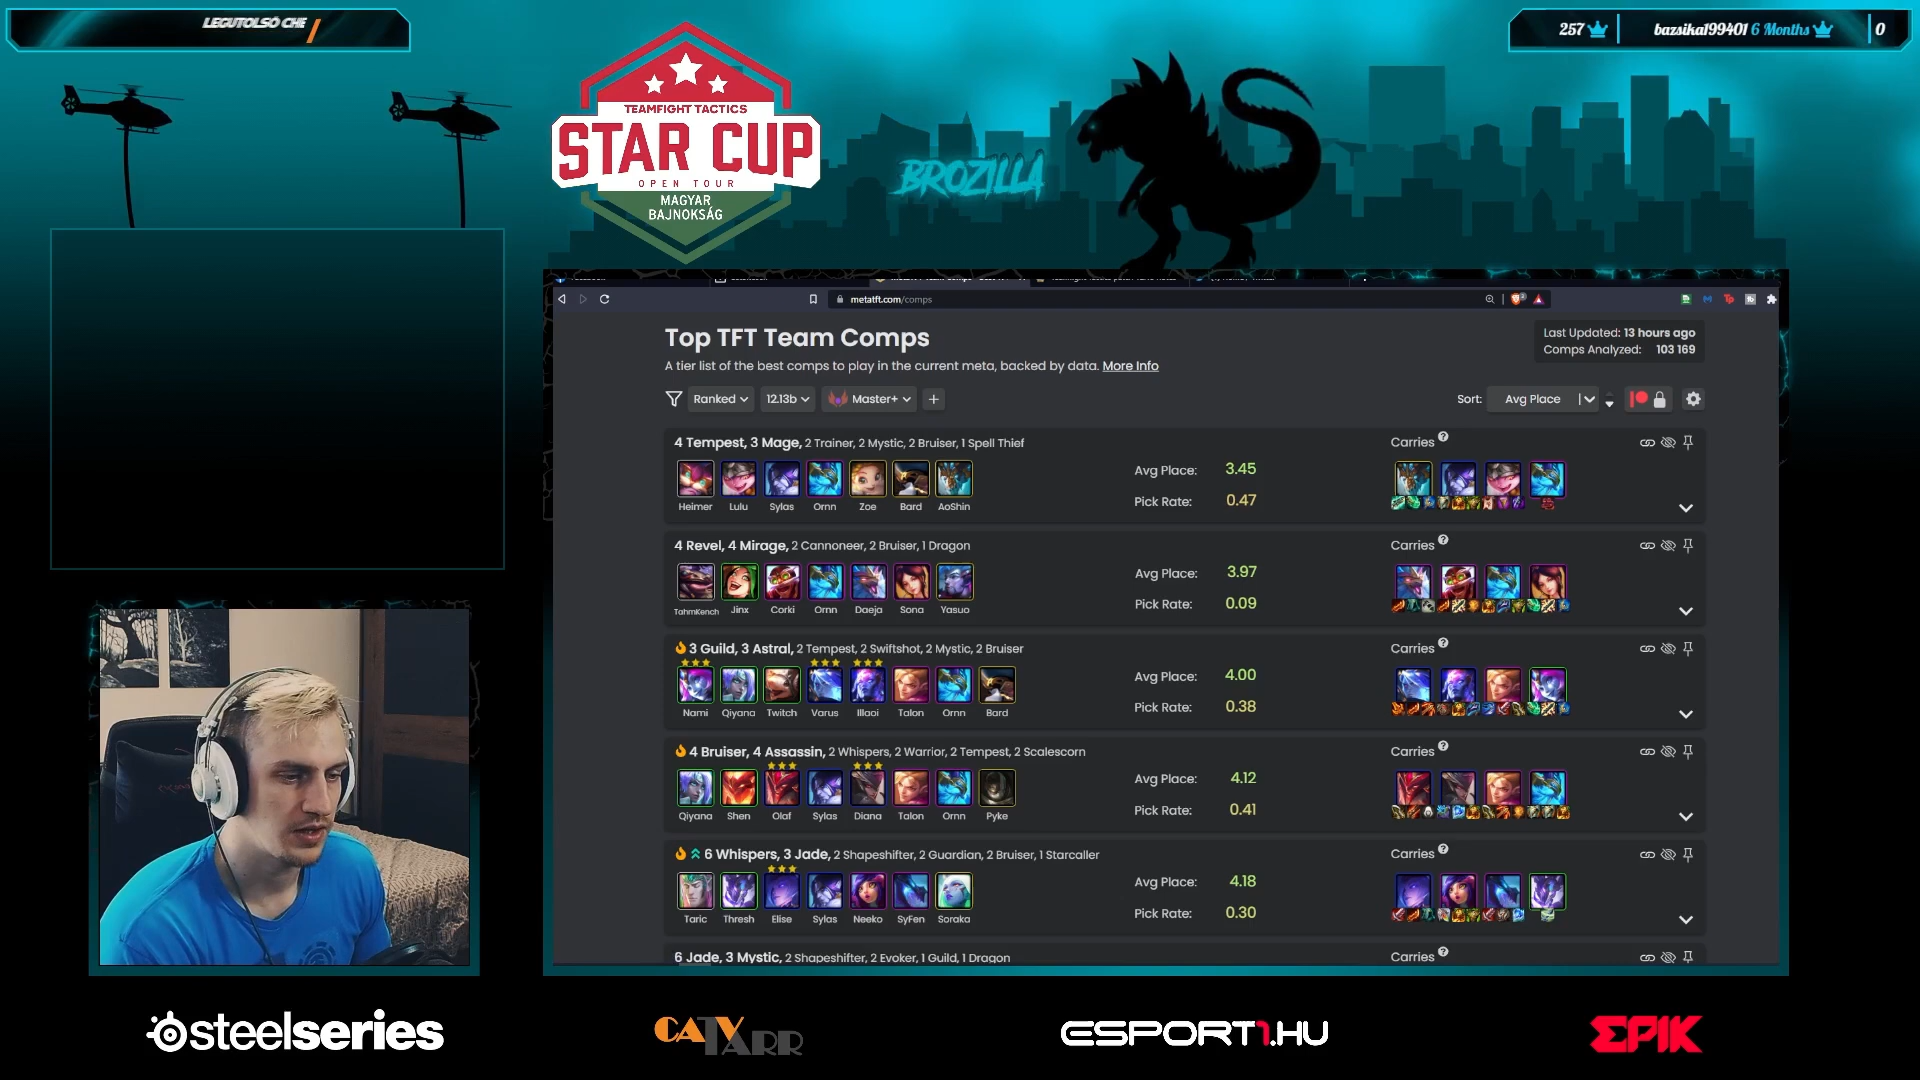 LEGUTOLSÓ CHE
257
bazsika199401 6 Months
0
TEAMFIGHT TACTICS
STAR CUP
OPEN TOUR
MAGYAR
BAJNOKSÁG
BROZILLA
metatft.com/comps
Top TFT Team Comps
A tier list of the best comps to play in the current meta, backed by data. More Info
Last Updated: 13 hours ago
Comps Analyzed: 103 169
Ranked
12.13b
Master+
+
Sort: Avg Place
4 Tempest, 3 Mage, 2 Trainer, 2 Mystic, 2 Bruiser, 1 Spell Thief
Heimer Lulu Sylas Ornn Zoe Bard AoShin
Avg Place: 3.45
Pick Rate: 0.47
Carries ?
4 Revel, 4 Mirage, 2 Cannoneer, 2 Bruiser, 1 Dragon
TahmKench Jinx Corki Ornn Daeja Sona Yasuo
Avg Place: 3.97
Pick Rate: 0.09
Carries ?
3 Guild, 3 Astral, 2 Tempest, 2 Swiftshot, 2 Mystic, 2 Bruiser
Nami Qiyana Twitch Varus Illaoi Talon Ornn Bard
Avg Place: 4.00
Pick Rate: 0.38
Carries ?
4 Bruiser, 4 Assassin, 2 Whispers, 2 Warrior, 2 Tempest, 2 Scalescorn
Qiyana Shen Olaf Sylas Diana Talon Ornn Pyke
Avg Place: 4.12
Pick Rate: 0.41
Carries ?
6 Whispers, 3 Jade, 2 Shapeshifter, 2 Guardian, 2 Bruiser, 1 Starcaller
Taric Thresh Elise Sylas Neeko SyFen Soraka
Avg Place: 4.18
Pick Rate: 0.30
Carries ?
6 Jade, 3 Mystic, 2 Shapeshifter, 2 Evoker, 1 Guild, 1 Dragon
Carries ?
steelseries
CATV
TARR
ESPORT1.HU
EPIK